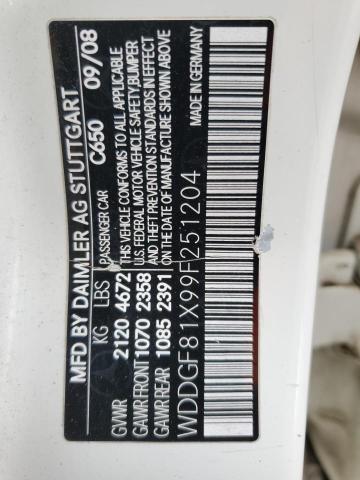 MFD BY DAIMLER AG STUTTGART
KG LBS PASSENGER CAR C650 09/08
GVWR 2120 4672 THIS VEHICLE CONFORMS TO ALL APPLICABLE
GAWR FRONT 1070 2358 U.S. FEDERAL MOTOR VEHICLE SAFETY, BUMPER
GAWR REAR 1085 2391 AND THEFT PREVENTION STANDARDS IN EFFECT
ON THE DATE OF MANUFACTURE SHOWN ABOVE
WDDGF81X99F251204 MADE IN GERMANY